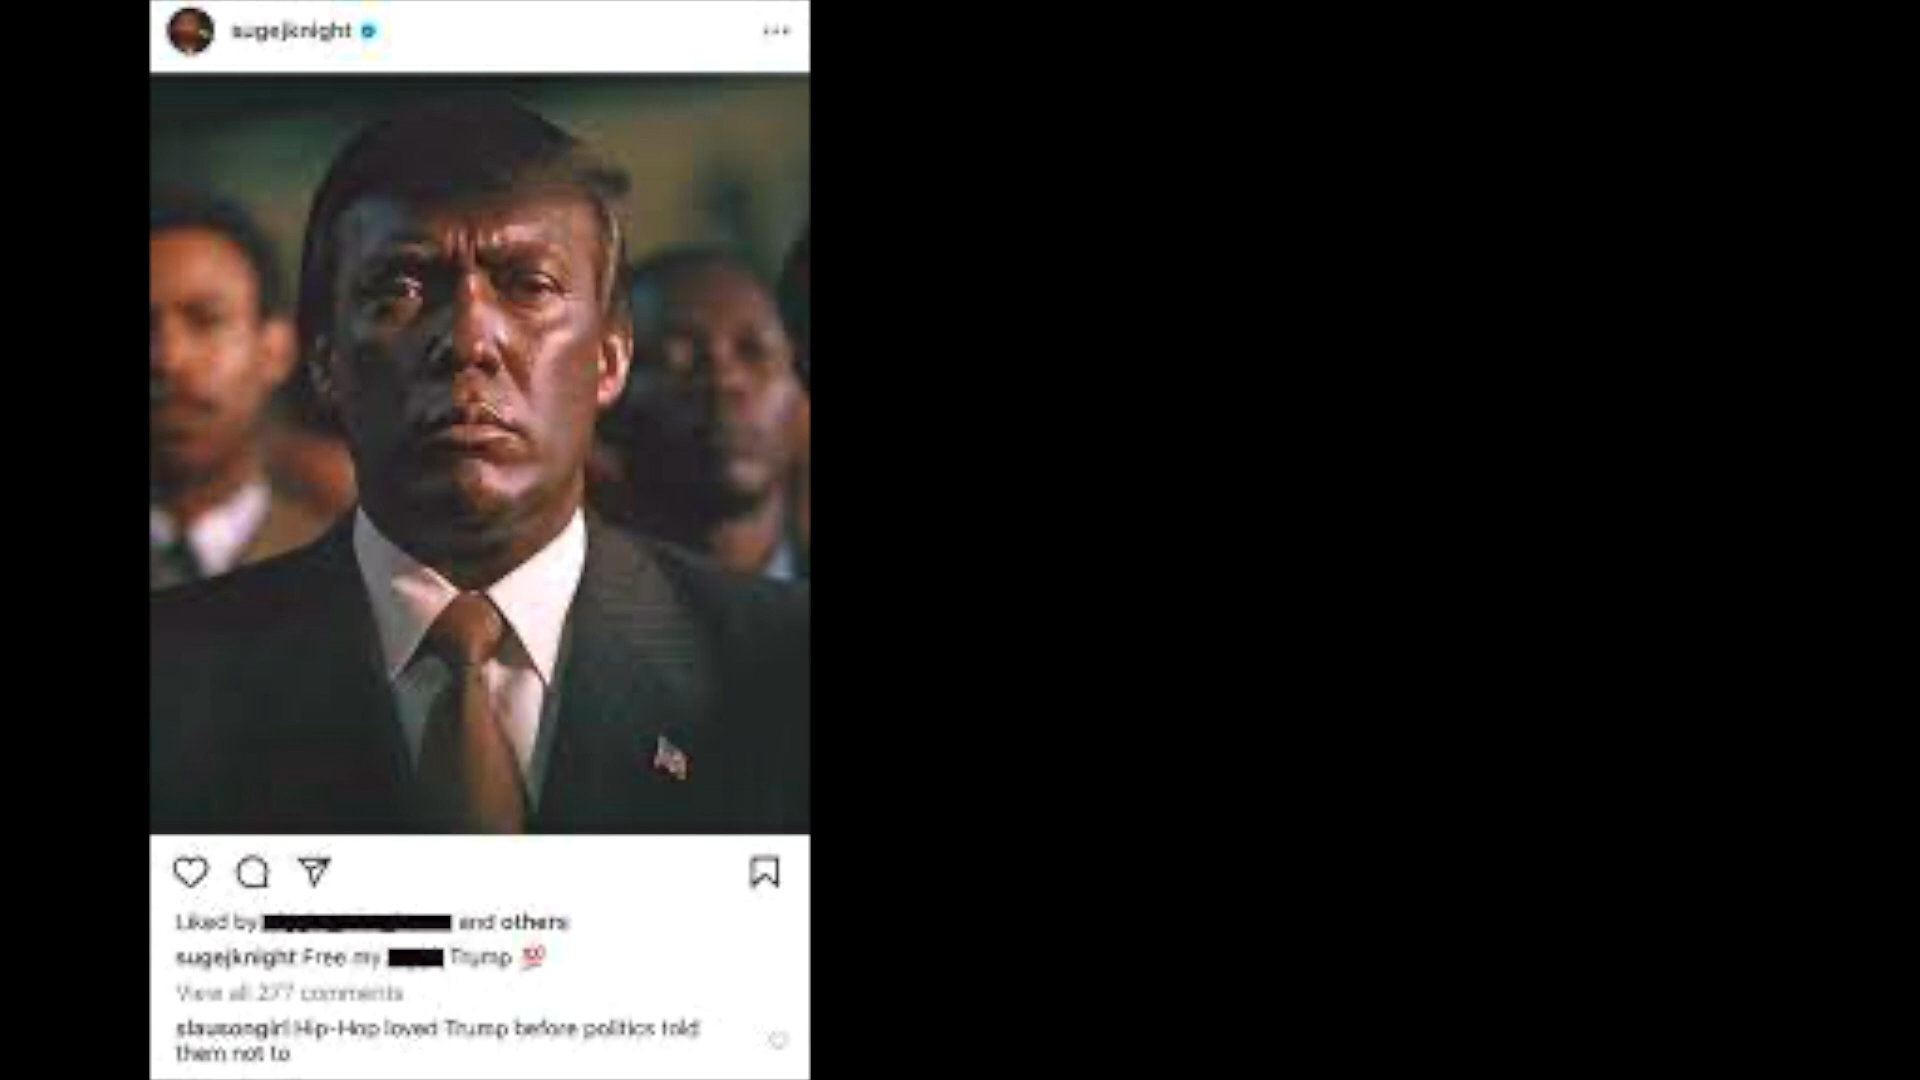 sugejknight
Liked by and others
sugejknight Free my Trump 💯
View all 277 comments
slausongirl Hip-Hop loved Trump before politics told
them not to